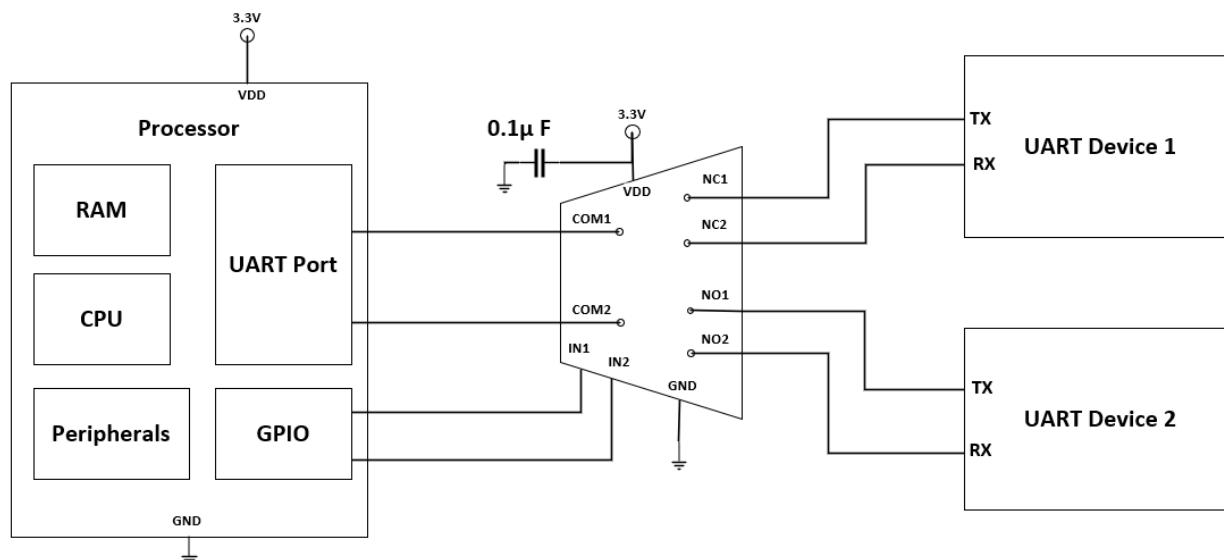 3.3V
VDD
Processor
RAM
UART Port
CPU
Peripherals
GPIO
GND
3.3V
0.1µ F
VDD
COM1
COM2
IN1
IN2
GND
NC1
NC2
NO1
NO2
TX
RX
UART Device 1
TX
RX
UART Device 2